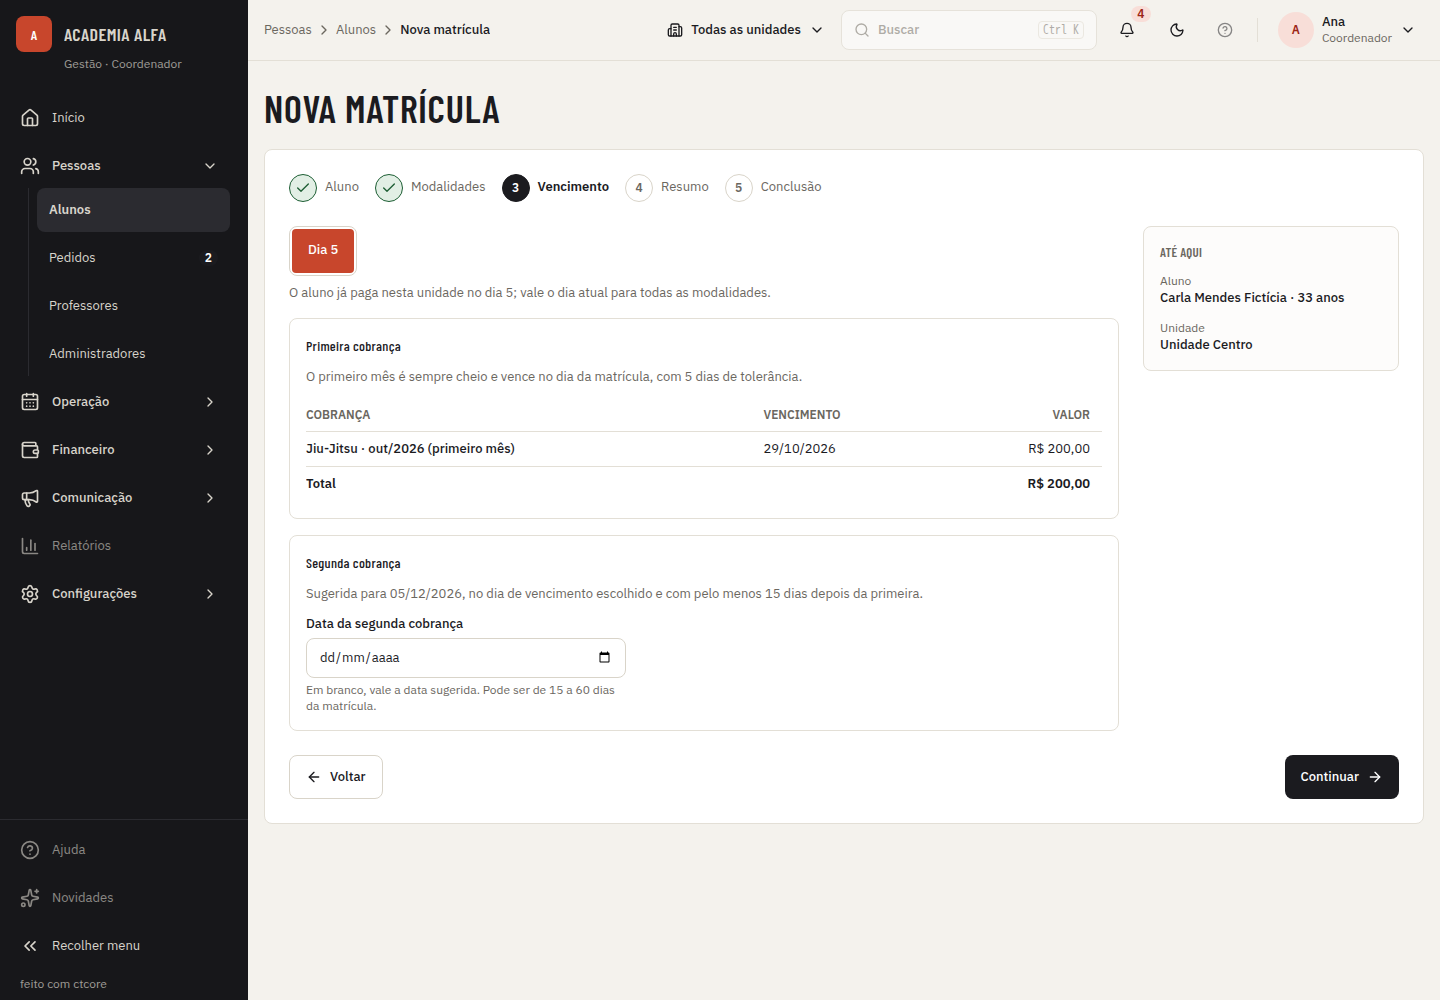 A
ACADEMIA ALFA
Gestão · Coordenador
Início
Pessoas
Alunos
Pedidos 2
Professores
Administradores
Operação
Financeiro
Comunicação
Relatórios
Configurações
Ajuda
Novidades
Recolher menu
feito com ctcore
Pessoas > Alunos > Nova matrícula
Todas as unidades
Buscar Ctrl K
4
A
Ana
Coordenador
NOVA MATRÍCULA
Aluno
Modalidades
3 Vencimento
4 Resumo
5 Conclusão
Dia 5
O aluno já paga nesta unidade no dia 5; vale o dia atual para todas as modalidades.
Primeira cobrança
O primeiro mês é sempre cheio e vence no dia da matrícula, com 5 dias de tolerância.
COBRANÇA VENCIMENTO VALOR
Jiu-Jitsu · out/2026 (primeiro mês) 29/10/2026 R$ 200,00
Total R$ 200,00
Segunda cobrança
Sugerida para 05/12/2026, no dia de vencimento escolhido e com pelo menos 15 dias depois da primeira.
Data da segunda cobrança
dd/mm/aaaa
Em branco, vale a data sugerida. Pode ser de 15 a 60 dias
da matrícula.
Voltar
Continuar
ATÉ AQUI
Aluno
Carla Mendes Fictícia · 33 anos
Unidade
Unidade Centro